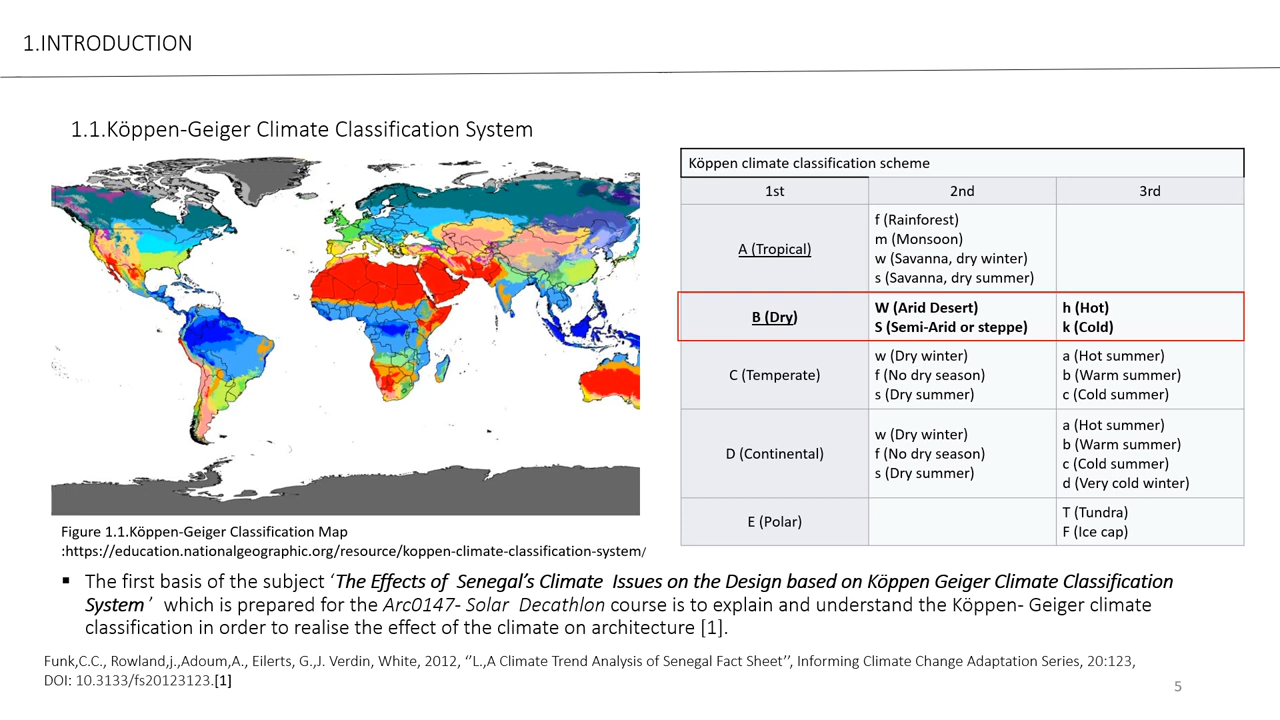 1.INTRODUCTION
1.1.Köppen-Geiger Climate Classification System
Figure 1.1.Köppen-Geiger Classification Map
:https://education.nationalgeographic.org/resource/koppen-climate-classification-system/
Köppen climate classification scheme
1st 2nd 3rd
A (Tropical)
f (Rainforest)
m (Monsoon)
w (Savanna, dry winter)
s (Savanna, dry summer)
B (Dry)
W (Arid Desert)
S (Semi-Arid or steppe)
h (Hot)
k (Cold)
C (Temperate)
w (Dry winter)
f (No dry season)
s (Dry summer)
a (Hot summer)
b (Warm summer)
c (Cold summer)
D (Continental)
w (Dry winter)
f (No dry season)
s (Dry summer)
a (Hot summer)
b (Warm summer)
c (Cold summer)
d (Very cold winter)
E (Polar)
T (Tundra)
F (Ice cap)
▪ The first basis of the subject ‘The Effects of Senegal’s Climate Issues on the Design based on Köppen Geiger Climate Classification
System ’ which is prepared for the Arc0147- Solar Decathlon course is to explain and understand the Köppen- Geiger climate
classification in order to realise the effect of the climate on architecture [1].
Funk,C.C., Rowland,j.,Adoum,A., Eilerts, G.,J. Verdin, White, 2012, ‘’L.,A Climate Trend Analysis of Senegal Fact Sheet’’, Informing Climate Change Adaptation Series, 20:123,
DOI: 10.3133/fs20123123.[1]
5